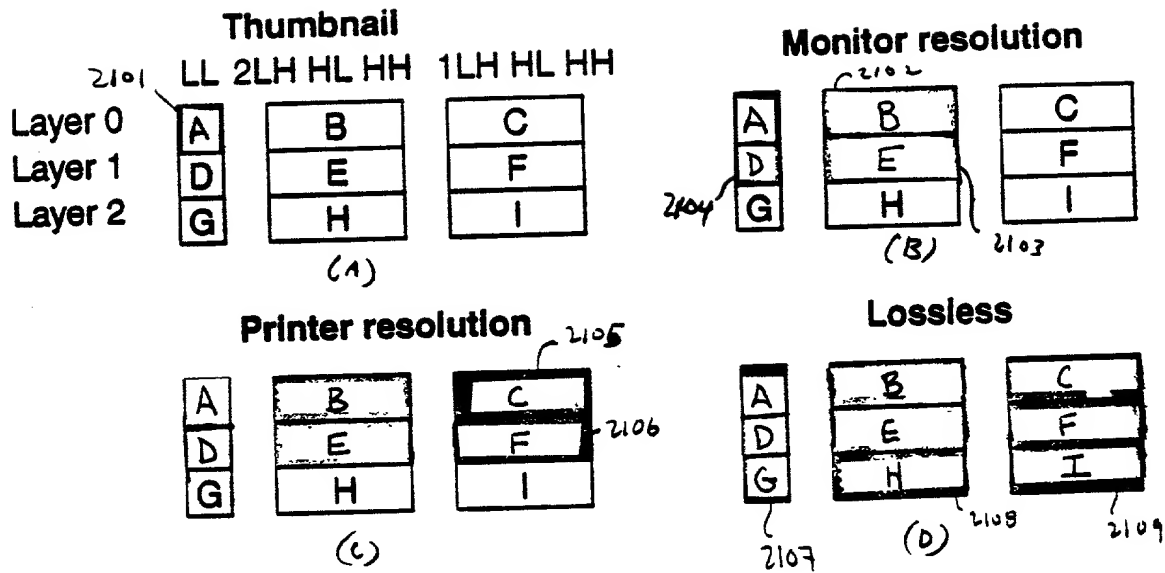 Thumbnail
2101 LL 2LH HL HH 1LH HL HH
Layer 0 A B C
Layer 1 D E F
Layer 2 G H I
(A)
Monitor resolution
2102
A B C
D E F
2104 G H I
(B) 2103
Printer resolution
2105
A B C
D E F 2106
G H I
(C)
Lossless
A B C
D E F
G H I
2107 (D) 2108 2109